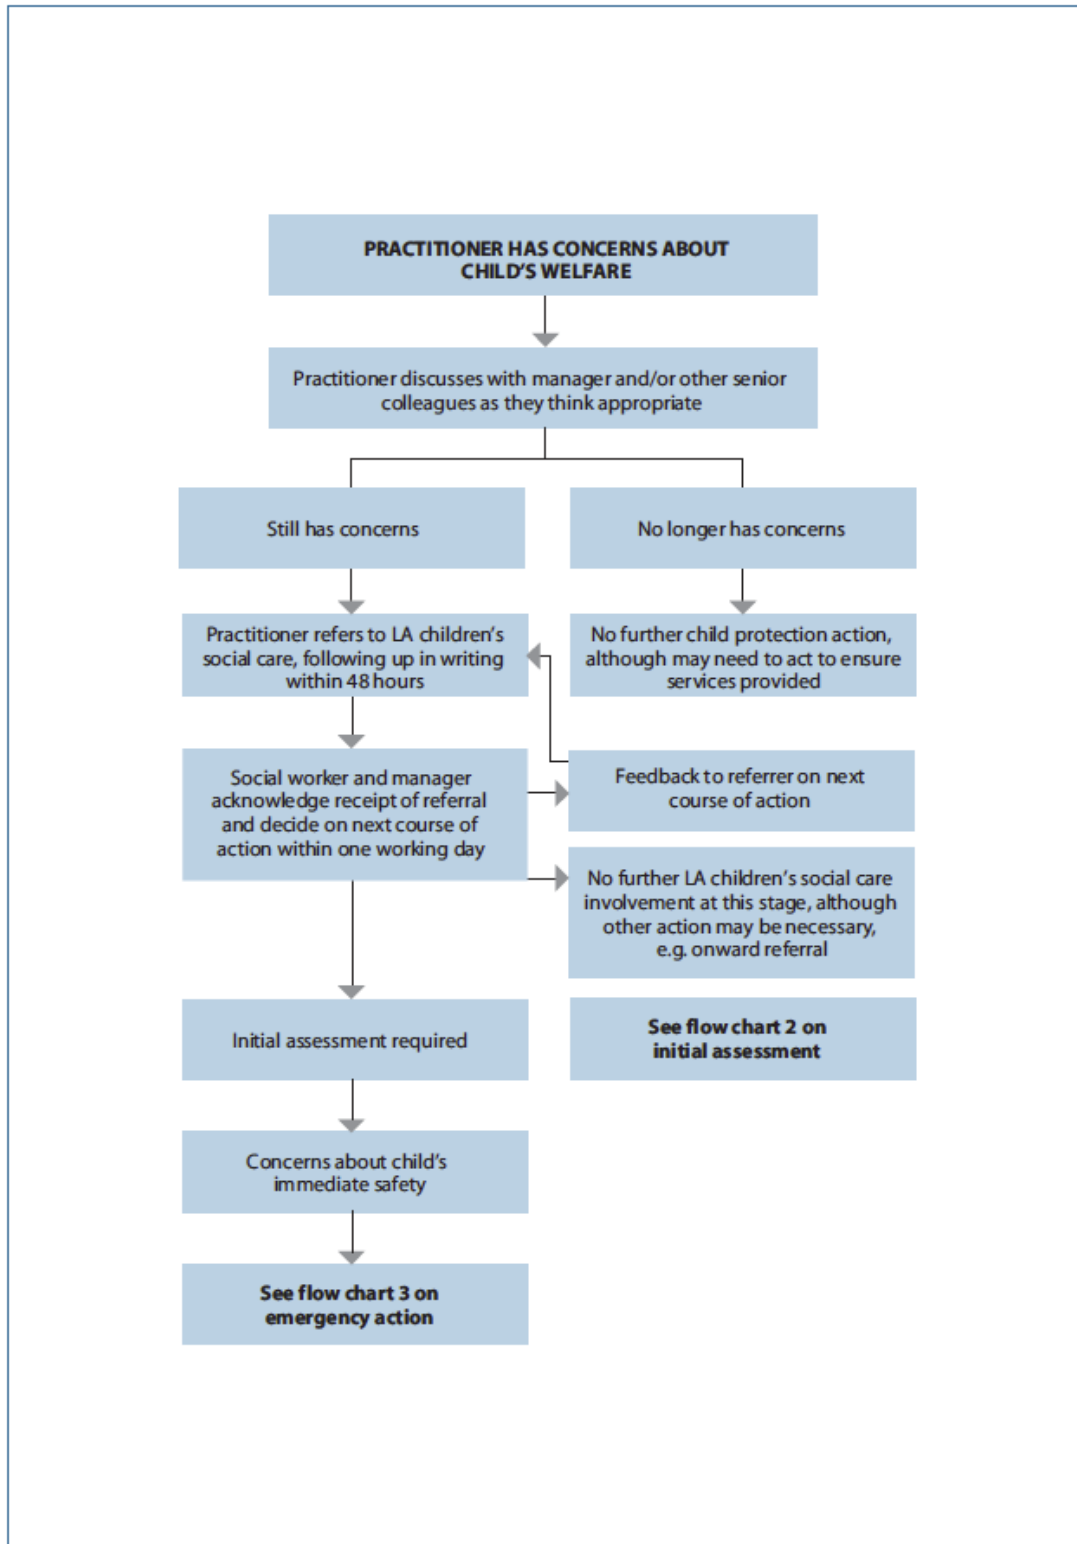 PRACTITIONER HAS CONCERNS ABOUT
CHILD'S WELFARE
Practitioner discusses with manager and/or other senior
colleagues as they think appropriate
Still has concerns
No longer has concerns
Practitioner refers to LA children's
social care, following up in writing
within 48 hours
No further child protection action,
although may need to act to ensure
services provided
Social worker and manager
acknowledge receipt of referral
and decide on next course of
action within one working day
Feedback to referrer on next
course of action
No further LA children's social care
involvement at this stage, although
other action may be necessary,
e.g. onward referral
Initial assessment required
See flow chart 2 on
initial assessment
Concerns about child's
immediate safety
See flow chart 3 on
emergency action